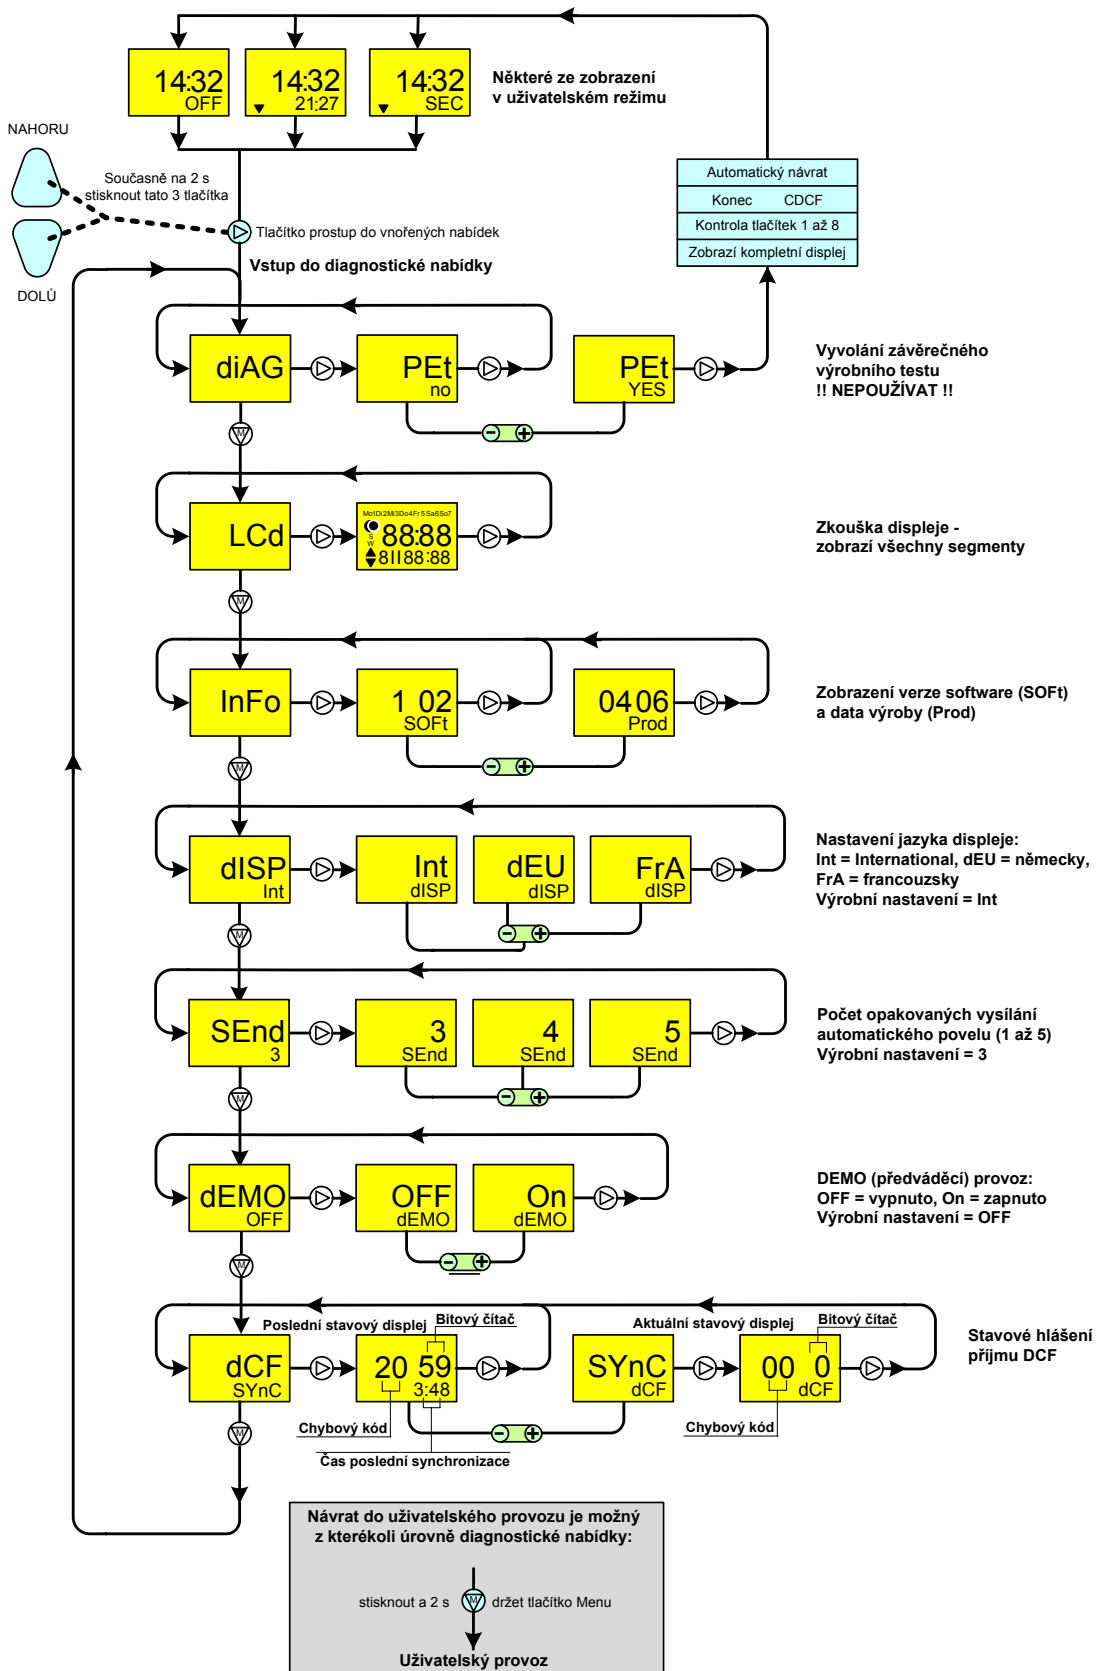 14:32
OFF
14:32
21:27
14:32
SEC
Některé ze zobrazení
v uživatelském režimu
NAHORU
Současně na 2 s
stisknout tato 3 tlačítka
Tlačítko prostup do vnořených nabídek
Vstup do diagnostické nabídky
DOLŮ
Automatický návrat
Konec CDCF
Kontrola tlačítek 1 až 8
Zobrazí kompletní displej
diAG
PEt
no
PEt
YES
Vyvolání závěrečného
výrobního testu
!! NEPOUŽÍVAT !!
- +
M
LCd
Mo1Di2Mi3Do4Fr5Sa6So7
S
W
88:88
8II88:88
Zkouška displeje -
zobrazí všechny segmenty
M
InFo
1 02
SOFt
04 06
Prod
Zobrazení verze software (SOFt)
a data výroby (Prod)
- +
M
dISP
Int
Int
dISP
dEU
dISP
FrA
dISP
Nastavení jazyka displeje:
Int = International, dEU = německy,
FrA = francouzsky
Výrobní nastavení = Int
- +
M
SEnd
3
3
SEnd
4
SEnd
5
SEnd
Počet opakovaných vysílání
automatického povelu (1 až 5)
Výrobní nastavení = 3
- +
M
dEMO
OFF
OFF
dEMO
On
dEMO
DEMO (předváděcí) provoz:
OFF = vypnuto, On = zapnuto
Výrobní nastavení = OFF
- +
M
Poslední stavový displej
Bitový čítač
Aktuální stavový displej
Bitový čítač
dCF
SYnC
20 59
3:48
SYnC
dCF
00 0
dCF
Stavové hlášení
příjmu DCF
Chybový kód
- +
Chybový kód
Čas poslední synchronizace
M
Návrat do uživatelského provozu je možný
z kterékoli úrovně diagnostické nabídky:
stisknout a 2 s M držet tlačítko Menu
Uživatelský provoz